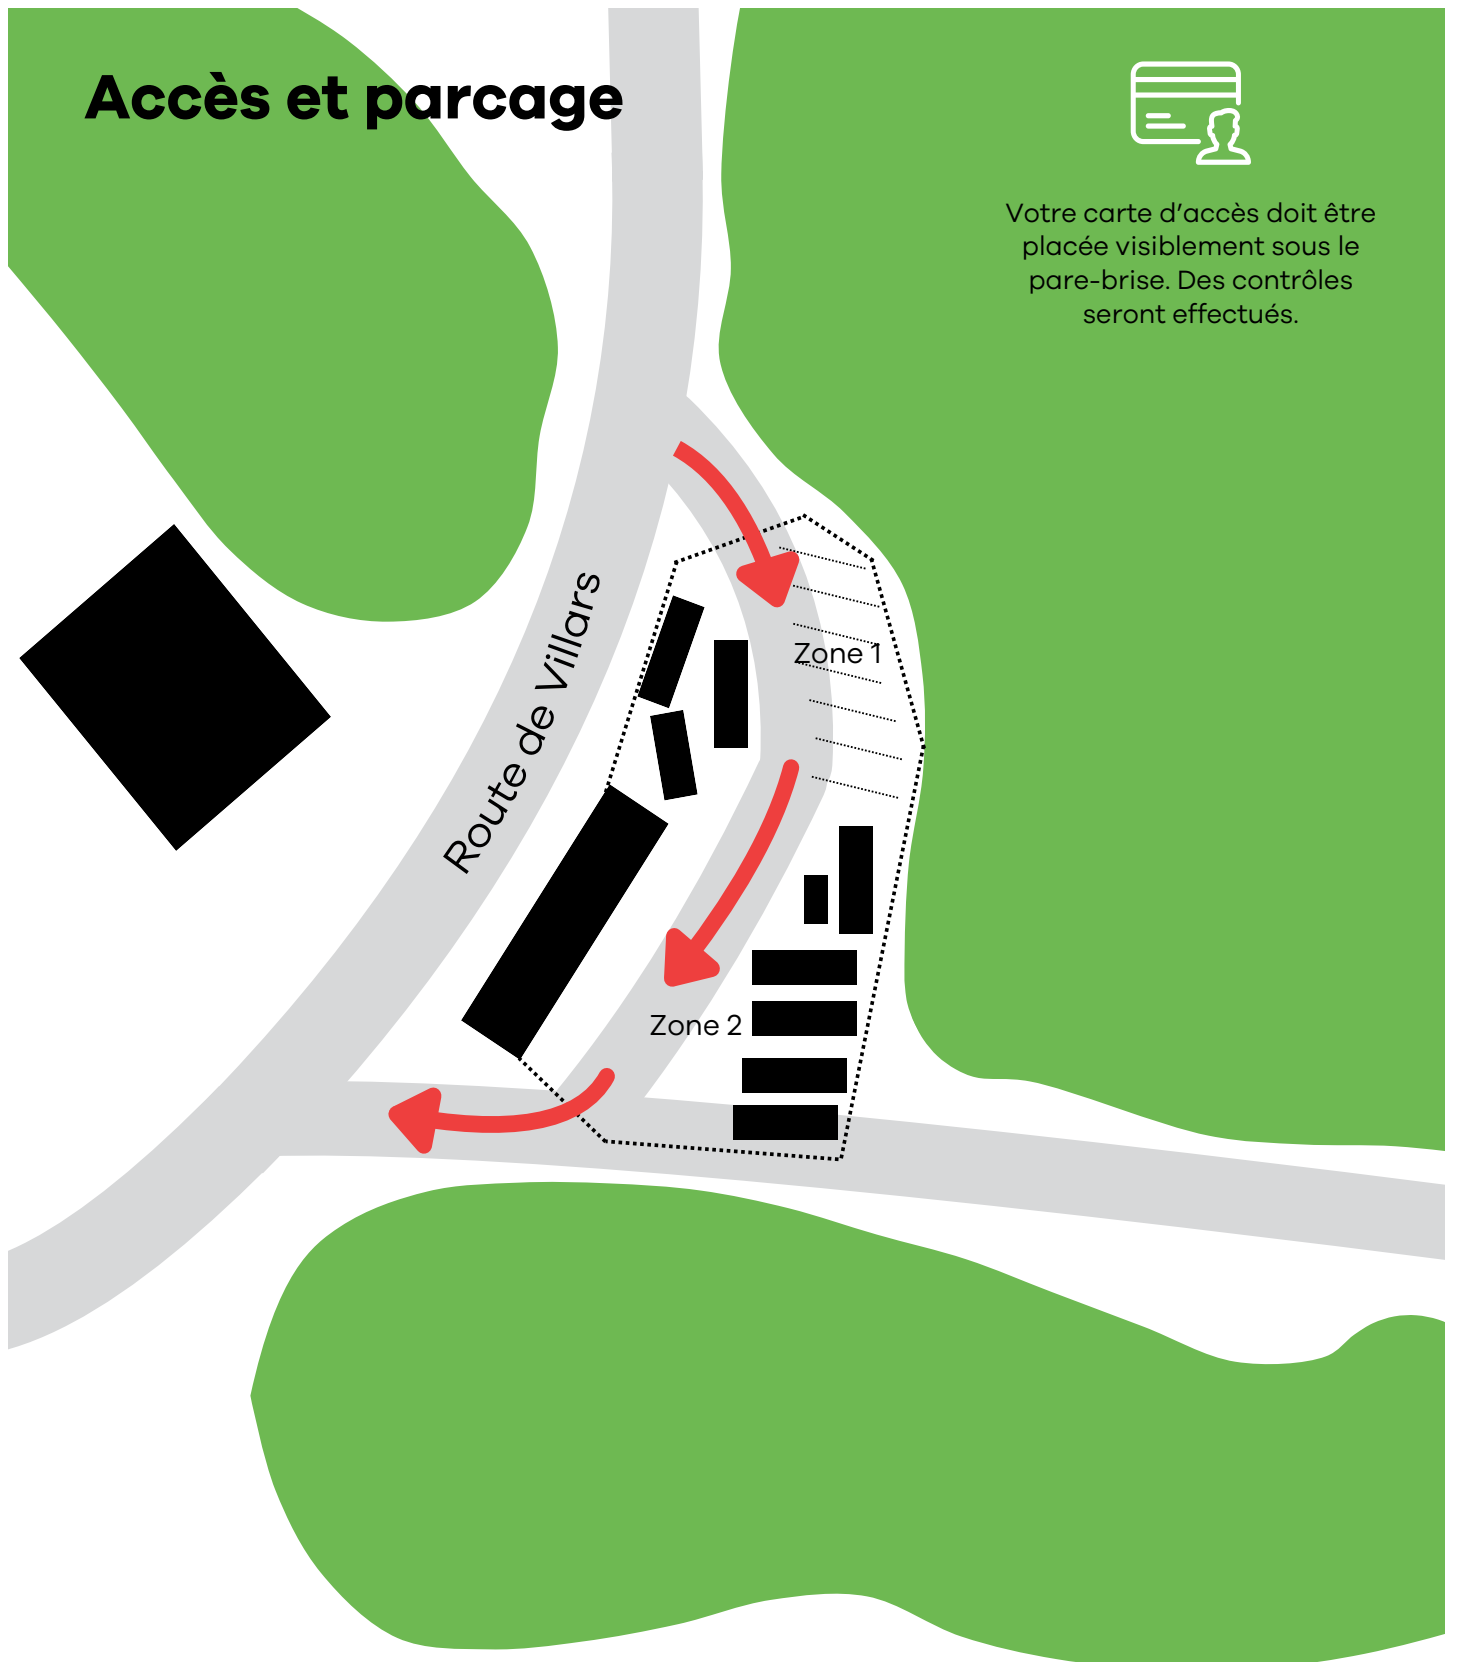 Accès et parcage
Votre carte d’accès doit être
placée visiblement sous le
pare-brise. Des contrôles
seront effectués.
Route de Villars
Zone 1
Zone 2